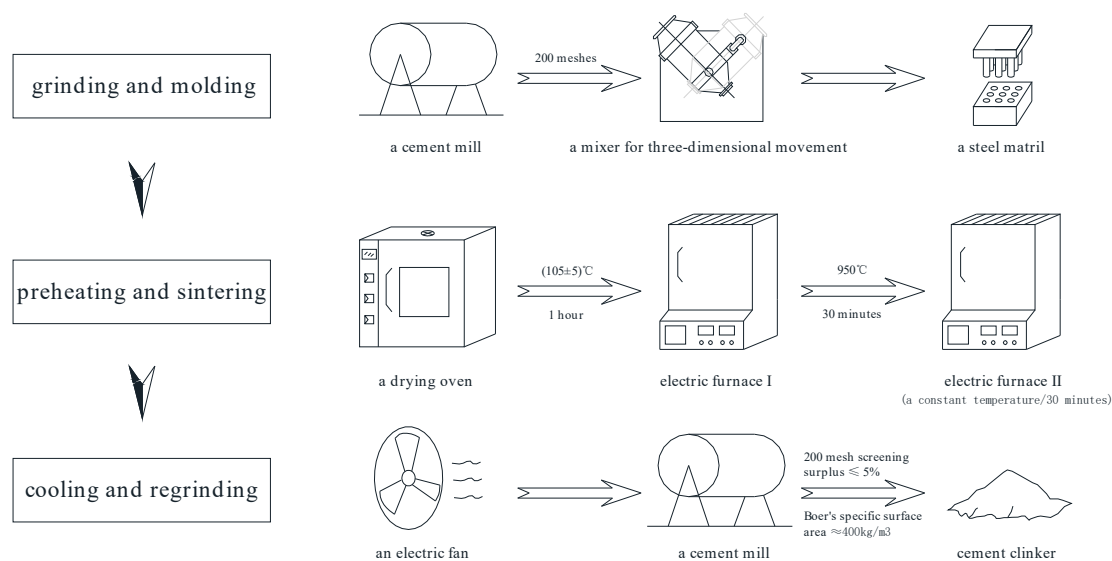 grinding and molding
200 meshes
a cement mill
a mixer for three-dimensional movement
a steel matril
preheating and sintering
(105±5)℃
1 hour
950℃
30 minutes
a drying oven
electric furnace I
electric furnace II
(a constant temperature/30 minutes)
cooling and regrinding
200 mesh screening
surplus ≤ 5%
Boer's specific surface
area ≈400kg/m3
an electric fan
a cement mill
cement clinker